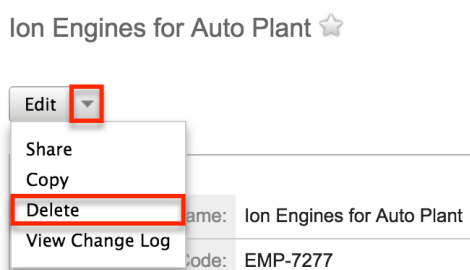 Ion Engines for Auto Plant
Edit
Share
Copy
Delete
View Change Log
ame: Ion Engines for Auto Plant
Code: EMP-7277